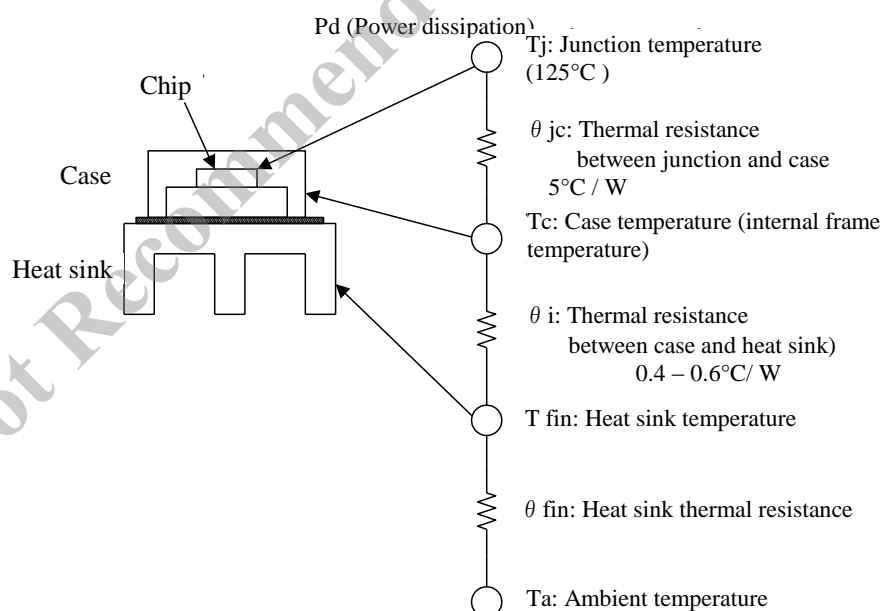 Pd (Power dissipation)
Tj: Junction temperature
(125°C )
Chip
θ jc: Thermal resistance
between junction and case
5°C / W
Case
Tc: Case temperature (internal frame
temperature)
Heat sink
θ i: Thermal resistance
between case and heat sink)
0.4 – 0.6°C/ W
T fin: Heat sink temperature
θ fin: Heat sink thermal resistance
Ta: Ambient temperature
ot Recommend